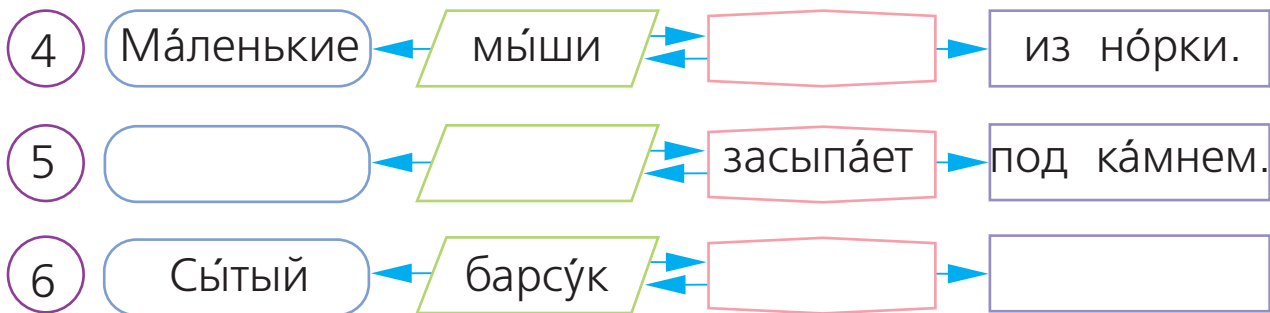 4 Ма́ленькие мы́ши из но́рки.
5 засыпа́ет под ка́мнем.
6 Сы́тый барсу́к